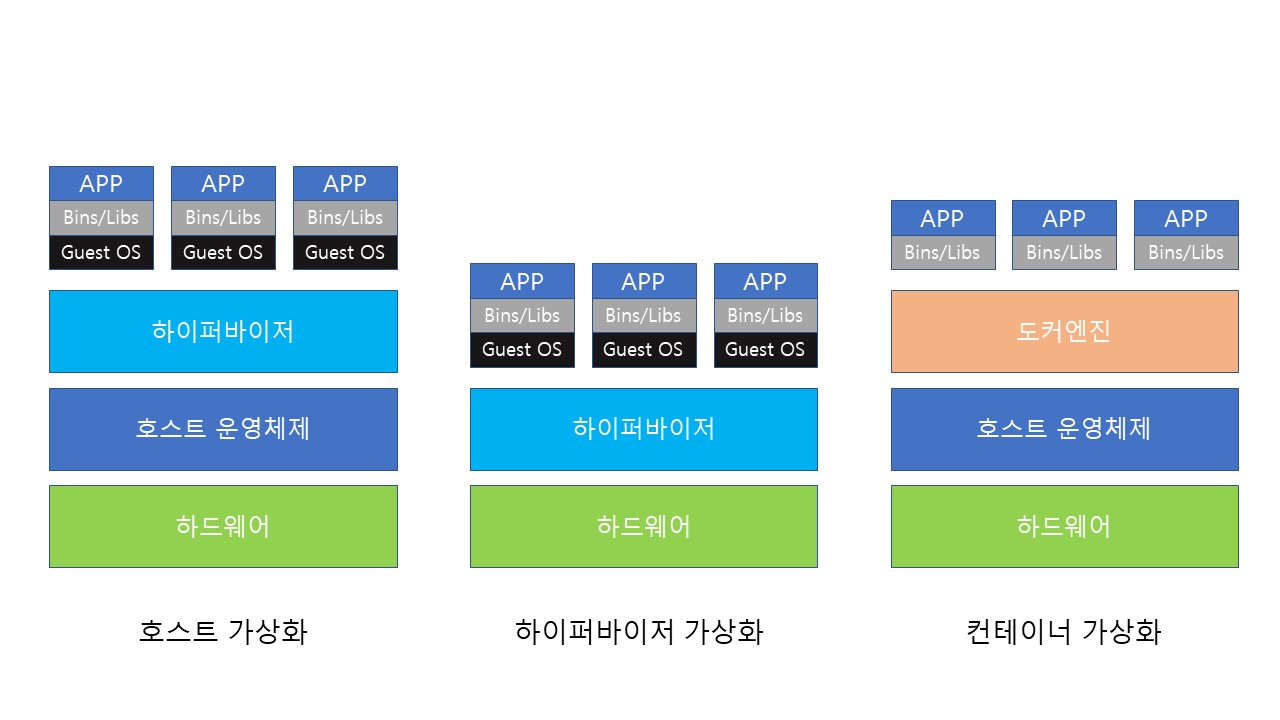 APP
Bins/Libs
Guest OS
APP
Bins/Libs
Guest OS
APP
Bins/Libs
Guest OS
하이퍼바이저
호스트 운영체제
하드웨어
호스트 가상화
APP
Bins/Libs
Guest OS
APP
Bins/Libs
Guest OS
APP
Bins/Libs
Guest OS
하이퍼바이저
하드웨어
하이퍼바이저 가상화
APP
Bins/Libs
APP
Bins/Libs
APP
Bins/Libs
도커엔진
호스트 운영체제
하드웨어
컨테이너 가상화